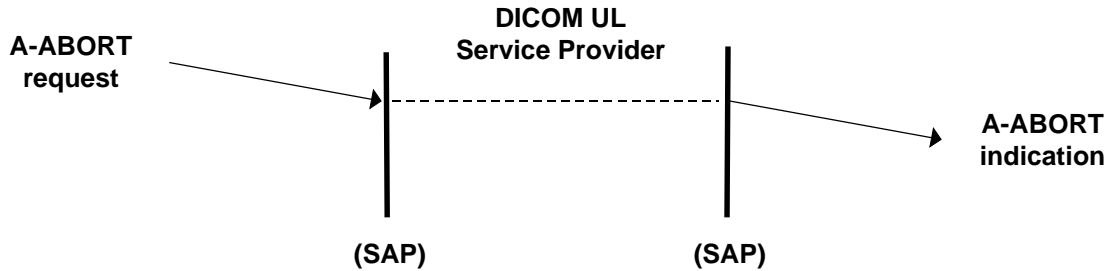 DICOM UL
Service Provider
A-ABORT
request
A-ABORT
indication
(SAP)
(SAP)